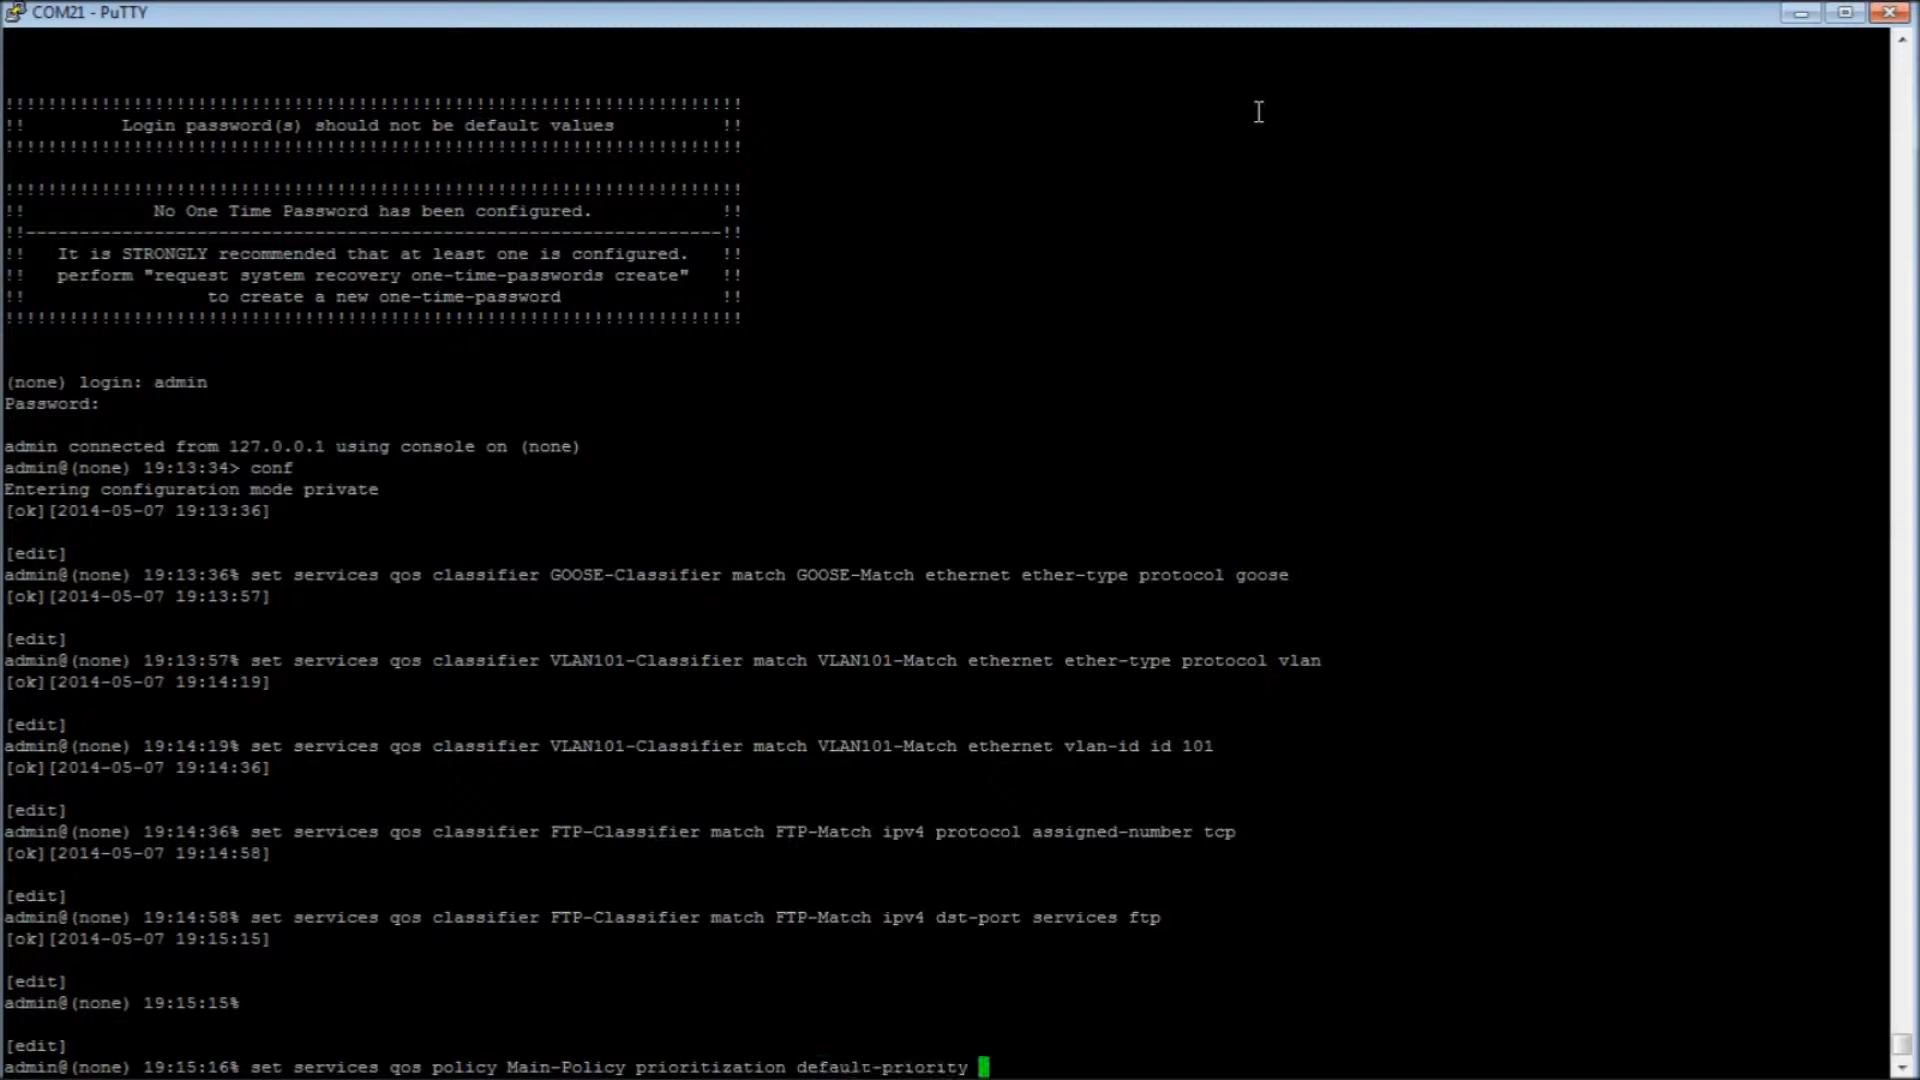 COM21 - PuTTY
!!!!!!!!!!!!!!!!!!!!!!!!!!!!!!!!!!!!!!!!!!!!!!!!!!!!!!!!!!!!!!!!!!!!!
!! Login password(s) should not be default values !!
!!!!!!!!!!!!!!!!!!!!!!!!!!!!!!!!!!!!!!!!!!!!!!!!!!!!!!!!!!!!!!!!!!!!!
!!!!!!!!!!!!!!!!!!!!!!!!!!!!!!!!!!!!!!!!!!!!!!!!!!!!!!!!!!!!!!!!!!!!!
!! No One Time Password has been configured. !!
!!-----------------------------------------------------------------!!
!! It is STRONGLY recommended that at least one is configured. !!
!! perform "request system recovery one-time-passwords create" !!
!! to create a new one-time-password !!
!!!!!!!!!!!!!!!!!!!!!!!!!!!!!!!!!!!!!!!!!!!!!!!!!!!!!!!!!!!!!!!!!!!!!
(none) login: admin
Password:
admin connected from 127.0.0.1 using console on (none)
admin@(none) 19:13:34> conf
Entering configuration mode private
[ok][2014-05-07 19:13:36]
[edit]
admin@(none) 19:13:36% set services qos classifier GOOSE-Classifier match GOOSE-Match ethernet ether-type protocol goose
[ok][2014-05-07 19:13:57]
[edit]
admin@(none) 19:13:57% set services qos classifier VLAN101-Classifier match VLAN101-Match ethernet ether-type protocol vlan
[ok][2014-05-07 19:14:19]
[edit]
admin@(none) 19:14:19% set services qos classifier VLAN101-Classifier match VLAN101-Match ethernet vlan-id id 101
[ok][2014-05-07 19:14:36]
[edit]
admin@(none) 19:14:36% set services qos classifier FTP-Classifier match FTP-Match ipv4 protocol assigned-number tcp
[ok][2014-05-07 19:14:58]
[edit]
admin@(none) 19:14:58% set services qos classifier FTP-Classifier match FTP-Match ipv4 dst-port services ftp
[ok][2014-05-07 19:15:15]
[edit]
admin@(none) 19:15:15%
[edit]
admin@(none) 19:15:16% set services qos policy Main-Policy prioritization default-priority